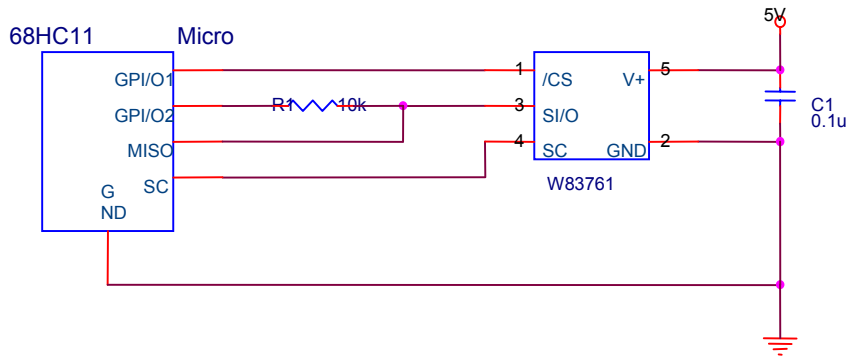 5V
68HC11 Micro
GPI/O1
GPI/O2
MISO
SC
G
ND
R1 10k
1
3
4
/CS
SI/O
SC
V+
GND
5
2
W83761
C1
0.1u